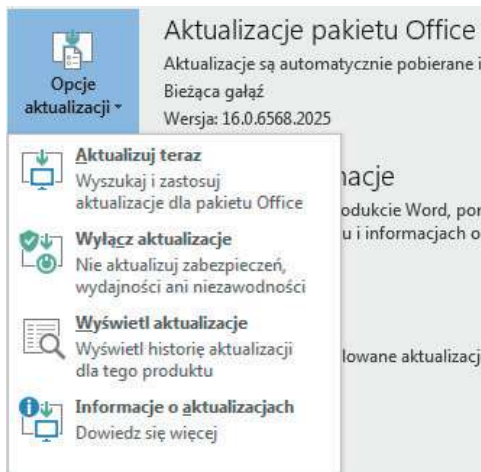 Opcje
aktualizacji
Aktualizacje pakietu Office
Aktualizacje są automatycznie pobierane i
Bieżąca gałąź
Wersja: 16.0.6568.2025
Aktualizuj teraz
Wyszukaj i zastosuj
aktualizacje dla pakietu Office
Wyłącz aktualizacje
Nie aktualizuj zabezpieczeń,
wydajności ani niezawodności
Wyświetl aktualizacje
Wyświetl historię aktualizacji
dla tego produktu
Informacje o aktualizacjach
Dowiedz się więcej
macje
odukcie Word, por
u i informacjach o
lowane aktualizacj